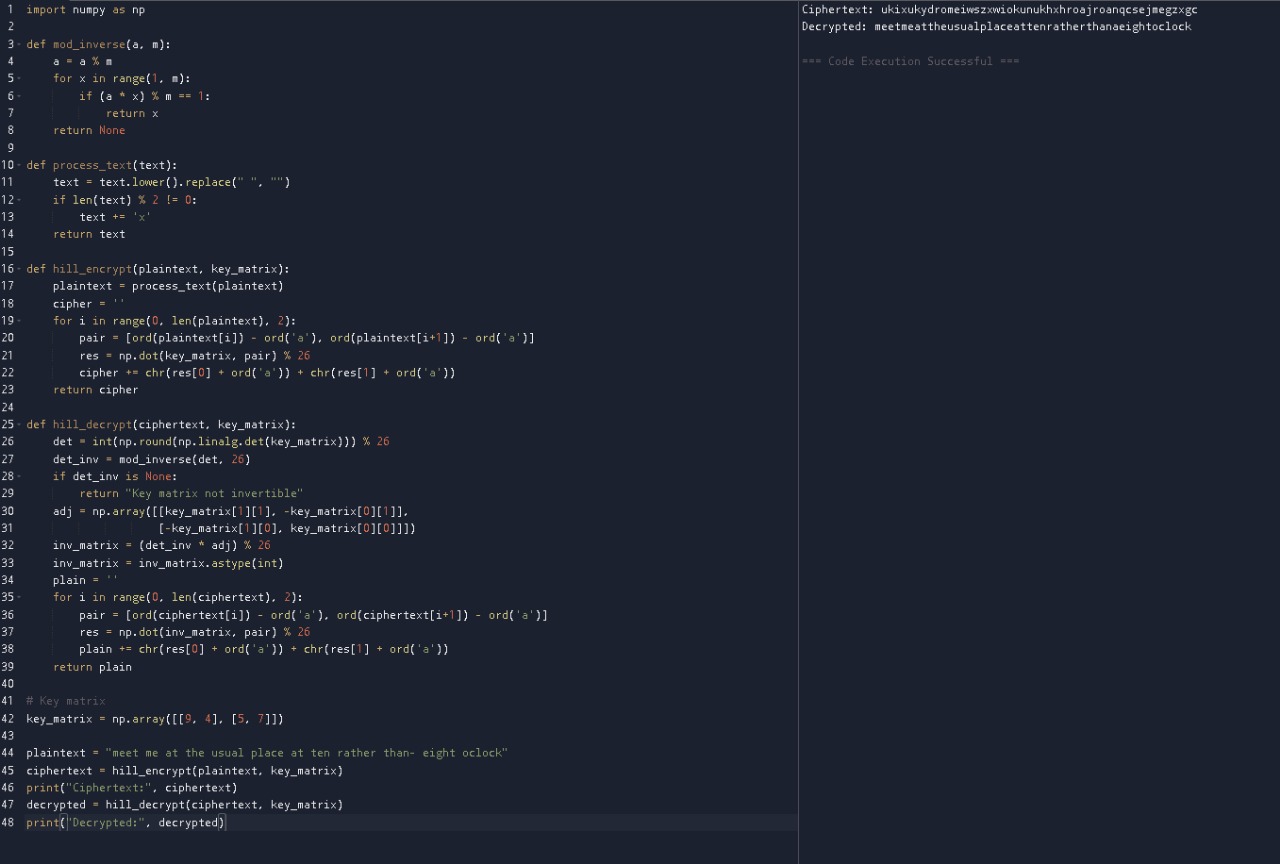 1 import numpy as np
2
3 def mod_inverse(a, m):
4 a = a % m
5 for x in range(1, m):
6 if (a * x) % m == 1:
7 return x
8 return None
9
10 def process_text(text):
11 text = text.lower().replace(" ", "")
12 if len(text) % 2 != 0:
13 text += 'x'
14 return text
15
16 def hill_encrypt(plaintext, key_matrix):
17 plaintext = process_text(plaintext)
18 cipher = ''
19 for i in range(0, len(plaintext), 2):
20 pair = [ord(plaintext[i]) - ord('a'), ord(plaintext[i+1]) - ord('a')]
21 res = np.dot(key_matrix, pair) % 26
22 cipher += chr(res[0] + ord('a')) + chr(res[1] + ord('a'))
23 return cipher
24
25 def hill_decrypt(ciphertext, key_matrix):
26 det = int(np.round(np.linalg.det(key_matrix))) % 26
27 det_inv = mod_inverse(det, 26)
28 if det_inv is None:
29 return "Key matrix not invertible"
30 adj = np.array([[key_matrix[1][1], -key_matrix[0][1]],
31 [-key_matrix[1][0], key_matrix[0][0]]])
32 inv_matrix = (det_inv * adj) % 26
33 inv_matrix = inv_matrix.astype(int)
34 plain = ''
35 for i in range(0, len(ciphertext), 2):
36 pair = [ord(ciphertext[i]) - ord('a'), ord(ciphertext[i+1]) - ord('a')]
37 res = np.dot(inv_matrix, pair) % 26
38 plain += chr(res[0] + ord('a')) + chr(res[1] + ord('a'))
39 return plain
40
41 # Key matrix
42 key_matrix = np.array([[9, 4], [5, 7]])
43
44 plaintext = "meet me at the usual place at ten rather than- eight oclock"
45 ciphertext = hill_encrypt(plaintext, key_matrix)
46 print("Ciphertext:", ciphertext)
47 decrypted = hill_decrypt(ciphertext, key_matrix)
48 print("Decrypted:", decrypted)
Ciphertext: ukixukydromeiwszxwiokunukhxhroajroanqcsejmegzxgc
Decrypted: meetmeattheusualplaceattenratherthanaeightoclock
=== Code Execution Successful ===